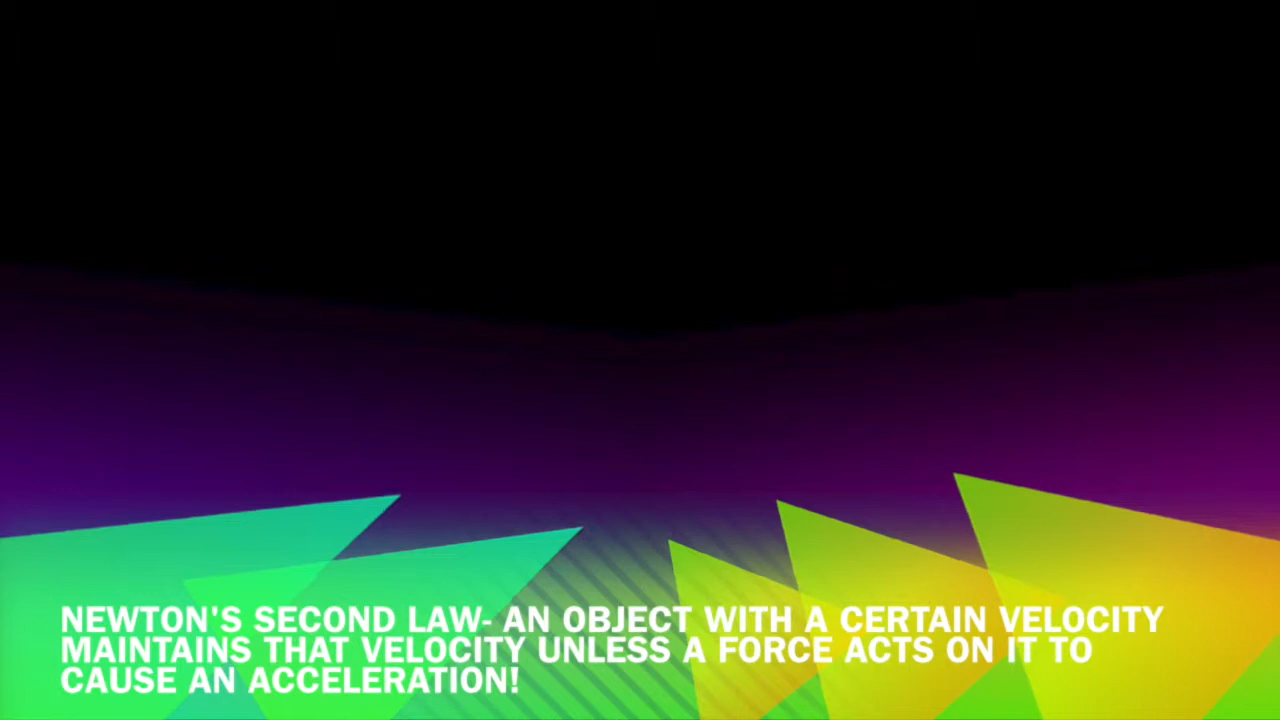 NEWTON'S SECOND LAW- AN OBJECT WITH A CERTAIN VELOCITY
MAINTAINS THAT VELOCITY UNLESS A FORCE ACTS ON IT TO
CAUSE AN ACCELERATION!